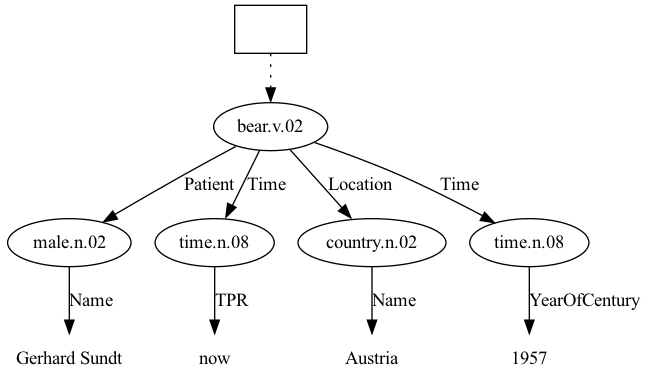 bear.v.02
Patient Time Location Time
male.n.02 time.n.08 country.n.02 time.n.08
Name TPR Name YearOfCentury
Gerhard Sundt now Austria 1957